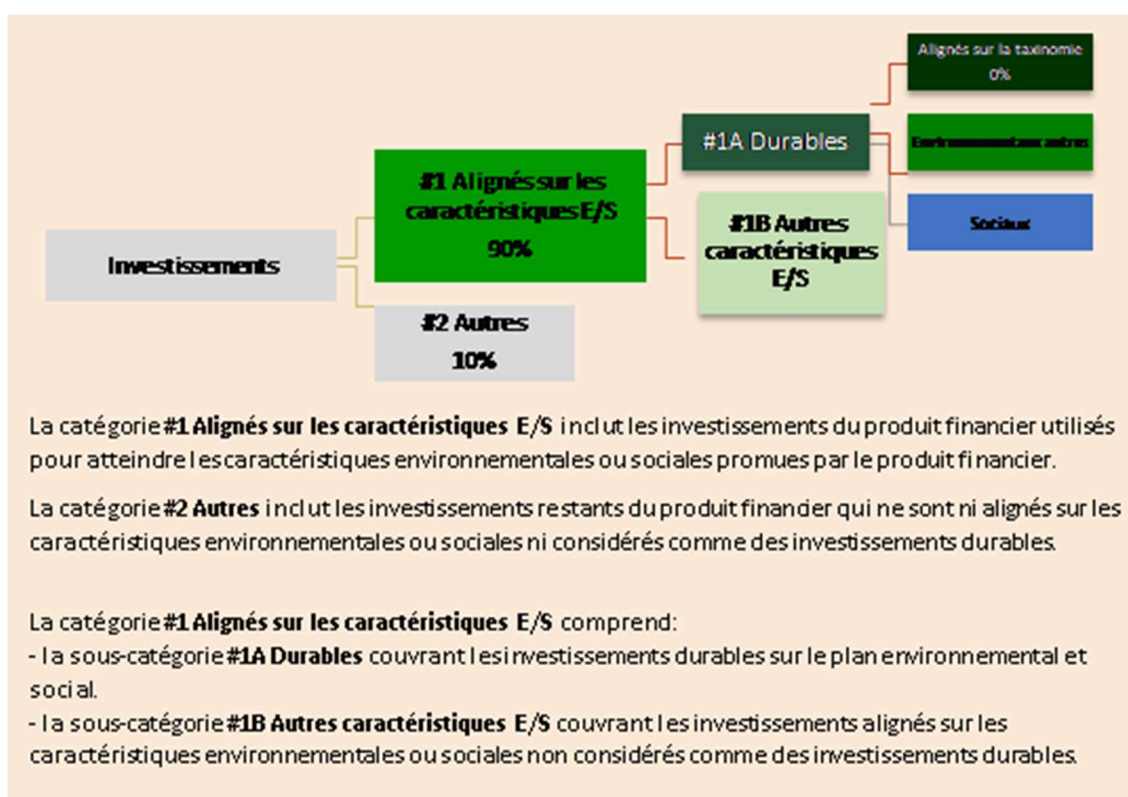 Alignés sur la taxinomie
0%
#1A Durables
Environnementaux autres
#1 Alignés sur les
caractéristiques E/S
90%
Sociaux
#1B Autres
caractéristiques
E/S
Investissements
#2 Autres
10%
La catégorie #1 Alignés sur les caractéristiques E/S inclut les investissements du produit financier utilisés
pour atteindre les caractéristiques environnementales ou sociales promues par le produit financier.
La catégorie #2 Autres inclut les investissements restants du produit financier qui ne sont ni alignés sur les
caractéristiques environnementales ou sociales ni considérés comme des investissements durables.
La catégorie #1 Alignés sur les caractéristiques E/S comprend:
- la sous-catégorie #1A Durables couvrant les investissements durables sur le plan environnemental et
social.
- la sous-catégorie #1B Autres caractéristiques E/S couvrant les investissements alignés sur les
caractéristiques environnementales ou sociales non considérés comme des investissements durables.